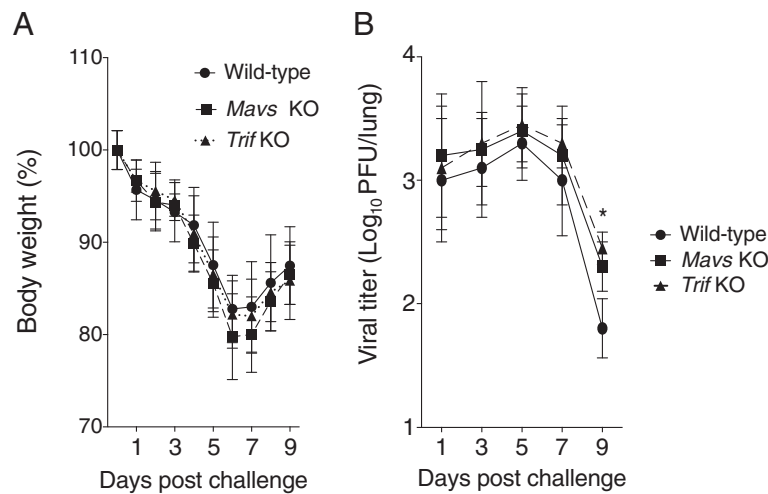 A
Body weight (%)
110
100
90
80
70
Wild-type
Mavs KO
Trif KO
1 3 5 7 9
Days post challenge
B
Viral titer (Log₁₀ PFU/lung)
4
3
2
1
*
Wild-type
Mavs KO
Trif KO
1 3 5 7 9
Days post challenge